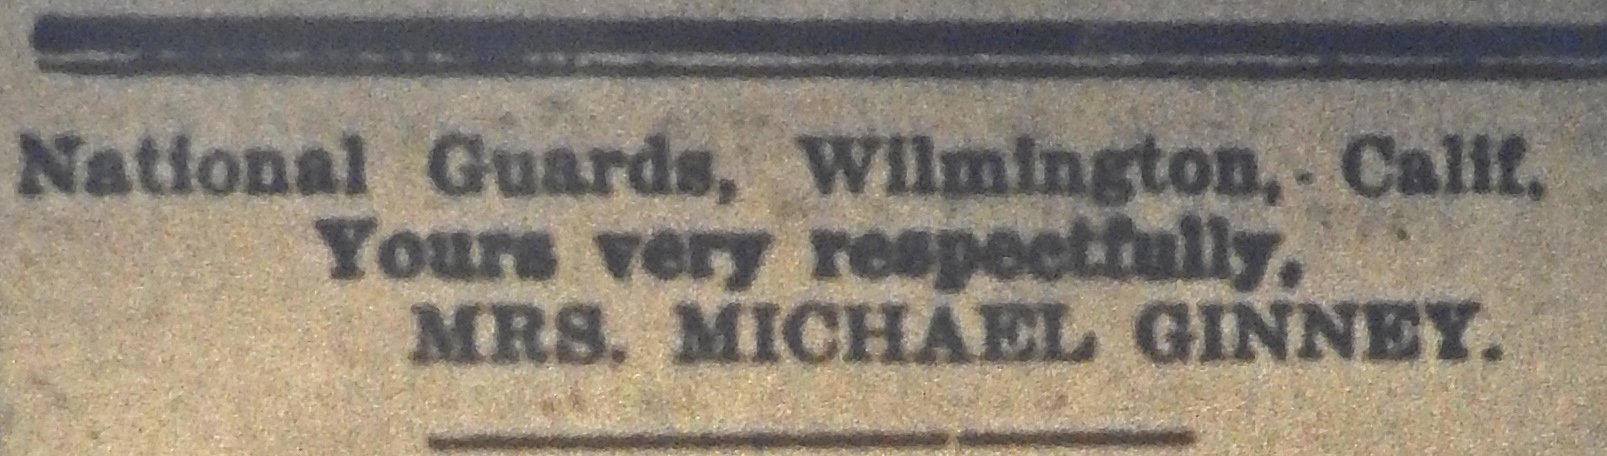 National Guards, Wilmington, Calif.
Yours very respectfully,
MRS. MICHAEL GINNEY.